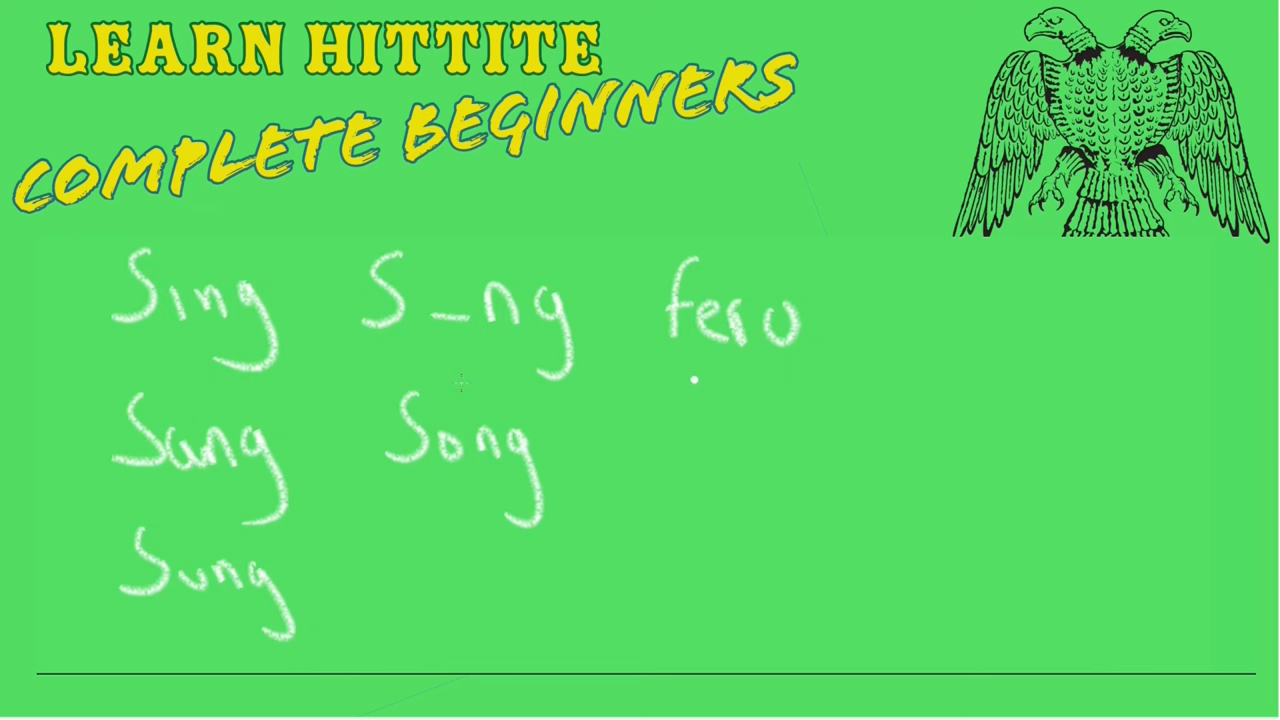 LEARN HITTITE
COMPLETE BEGINNERS
Sing S_ng fero
Sang Song
Sung